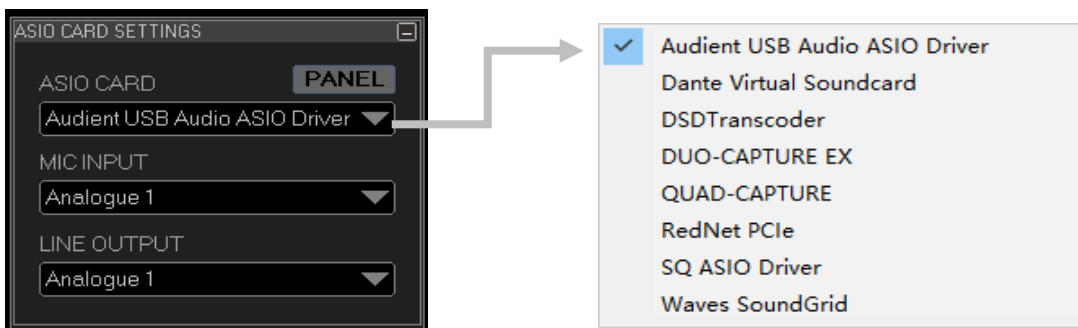 ASIO CARD SETTINGS
ASIO CARD PANEL
Audient USB Audio ASIO Driver
MIC INPUT
Analogue 1
LINE OUTPUT
Analogue 1
Audient USB Audio ASIO Driver
Dante Virtual Soundcard
DSDTranscoder
DUO-CAPTURE EX
QUAD-CAPTURE
RedNet PCIe
SQ ASIO Driver
Waves SoundGrid